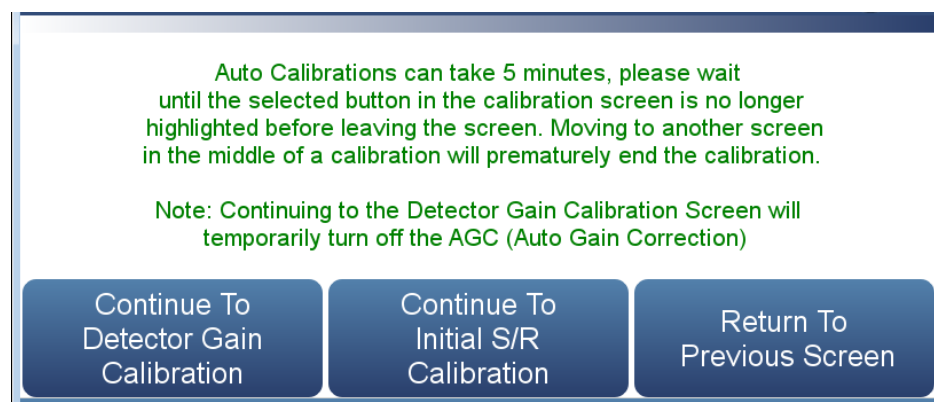 Auto Calibrations can take 5 minutes, please wait
until the selected button in the calibration screen is no longer
highlighted before leaving the screen. Moving to another screen
in the middle of a calibration will prematurely end the calibration.
Note: Continuing to the Detector Gain Calibration Screen will
temporarily turn off the AGC (Auto Gain Correction)
Continue To
Detector Gain
Calibration
Continue To
Initial S/R
Calibration
Return To
Previous Screen